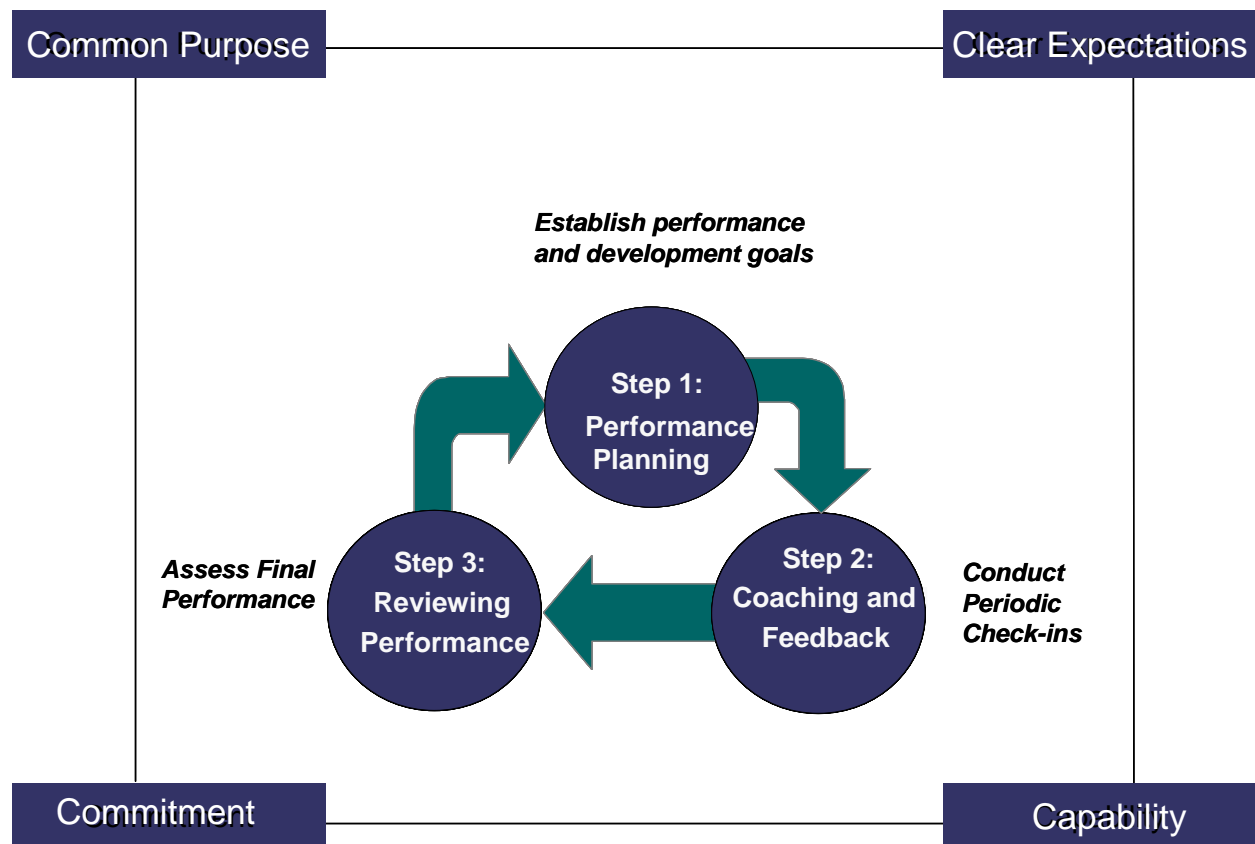 Common Purpose
Clear Expectations
Establish performance
and development goals
Step 1:
Performance
Planning
Assess Final
Performance
Step 3:
Reviewing
Performance
Step 2:
Coaching and
Feedback
Conduct
Periodic
Check-ins
Commitment
Capability